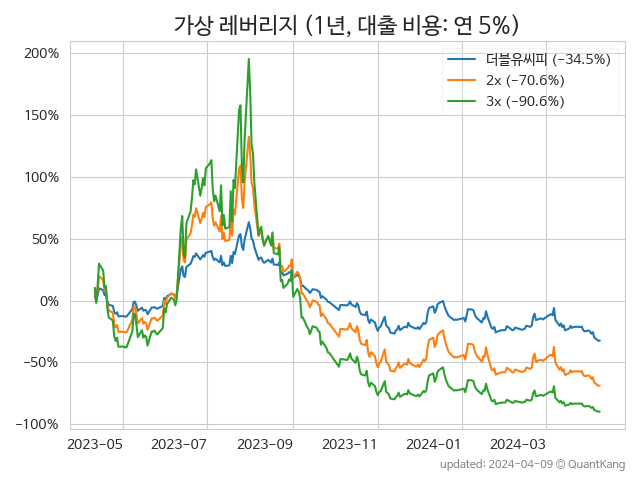 가상 레버리지 (1년, 대출 비용: 연 5%)
200%
150%
100%
50%
0%
−50%
−100%
더블유씨피 (−34.5%)
2x (−70.6%)
3x (−90.6%)
2023-05 2023-07 2023-09 2023-11 2024-01 2024-03
updated: 2024-04-09 © QuantKang